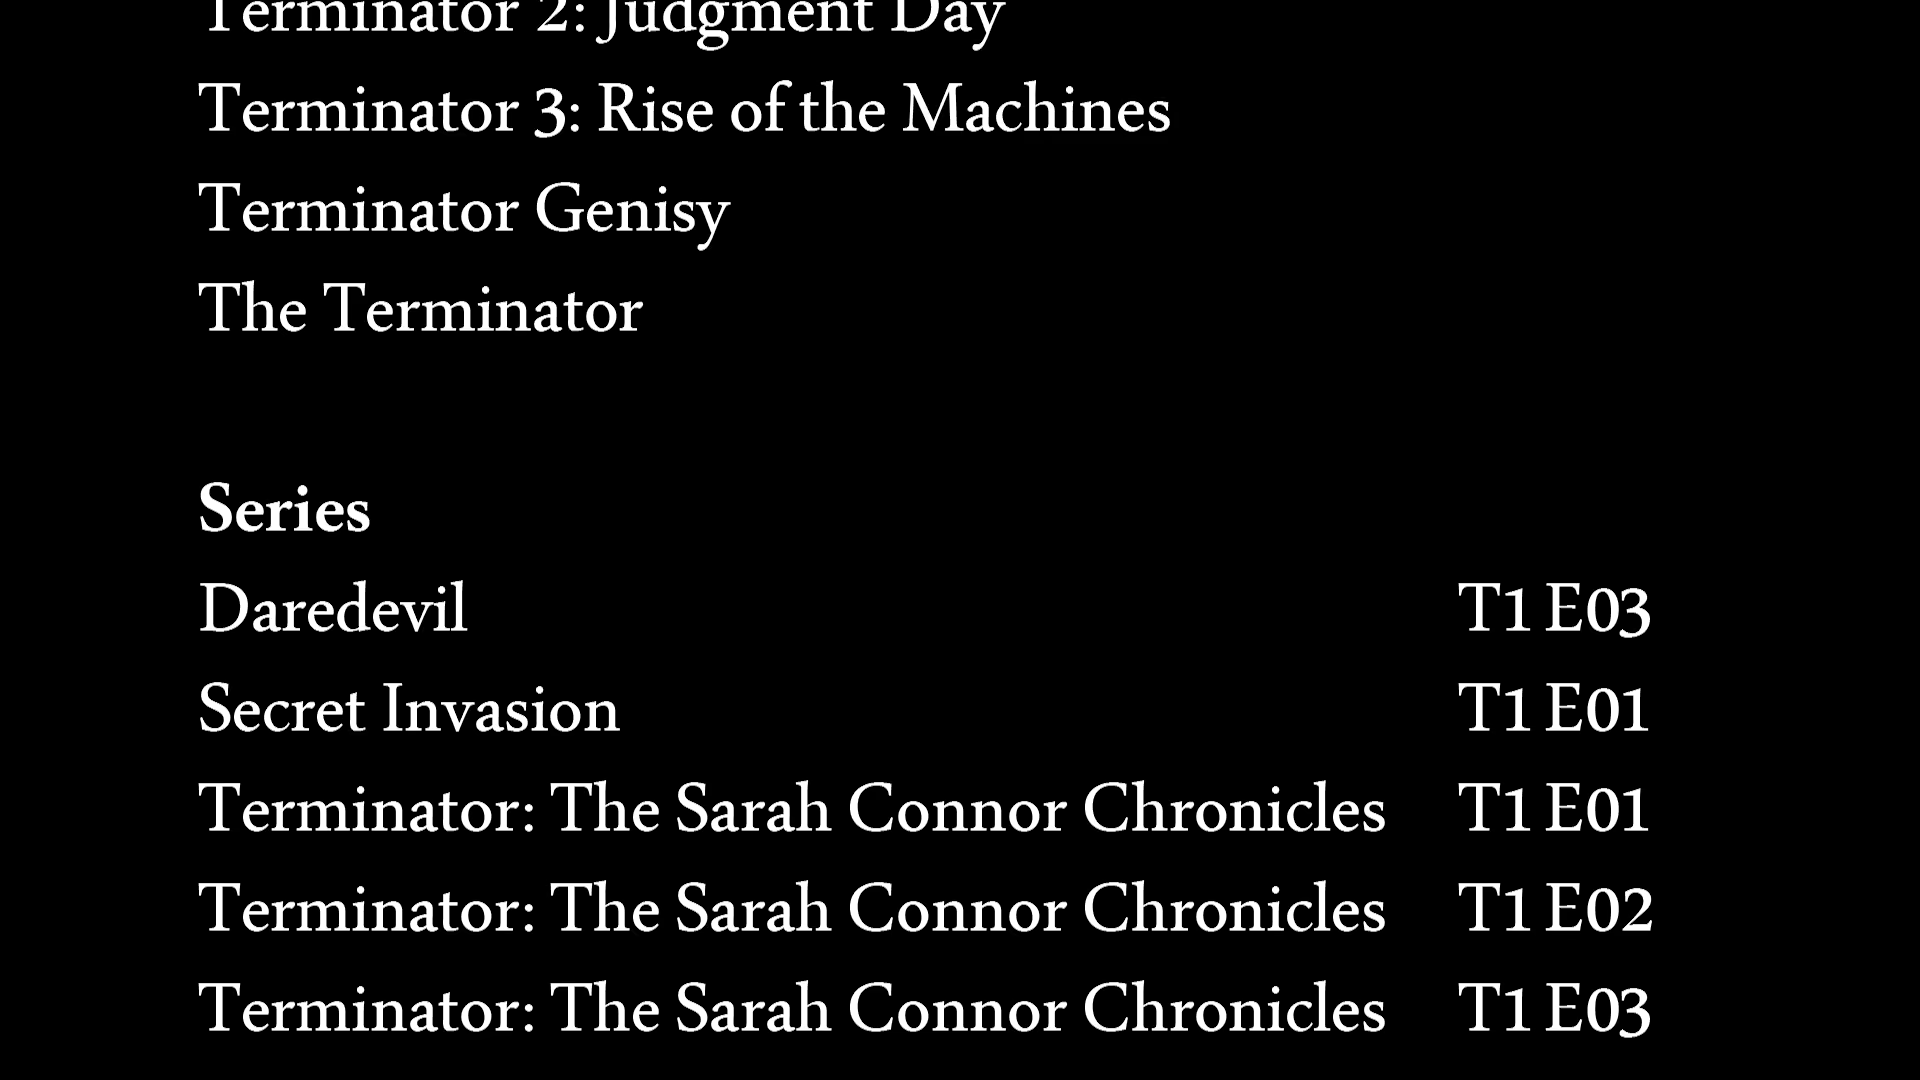 Terminator 2: Judgment Day
Terminator 3: Rise of the Machines
Terminator Genisy
The Terminator
Series
Daredevil T1 E03
Secret Invasion T1 E01
Terminator: The Sarah Connor Chronicles T1 E01
Terminator: The Sarah Connor Chronicles T1 E02
Terminator: The Sarah Connor Chronicles T1 E03